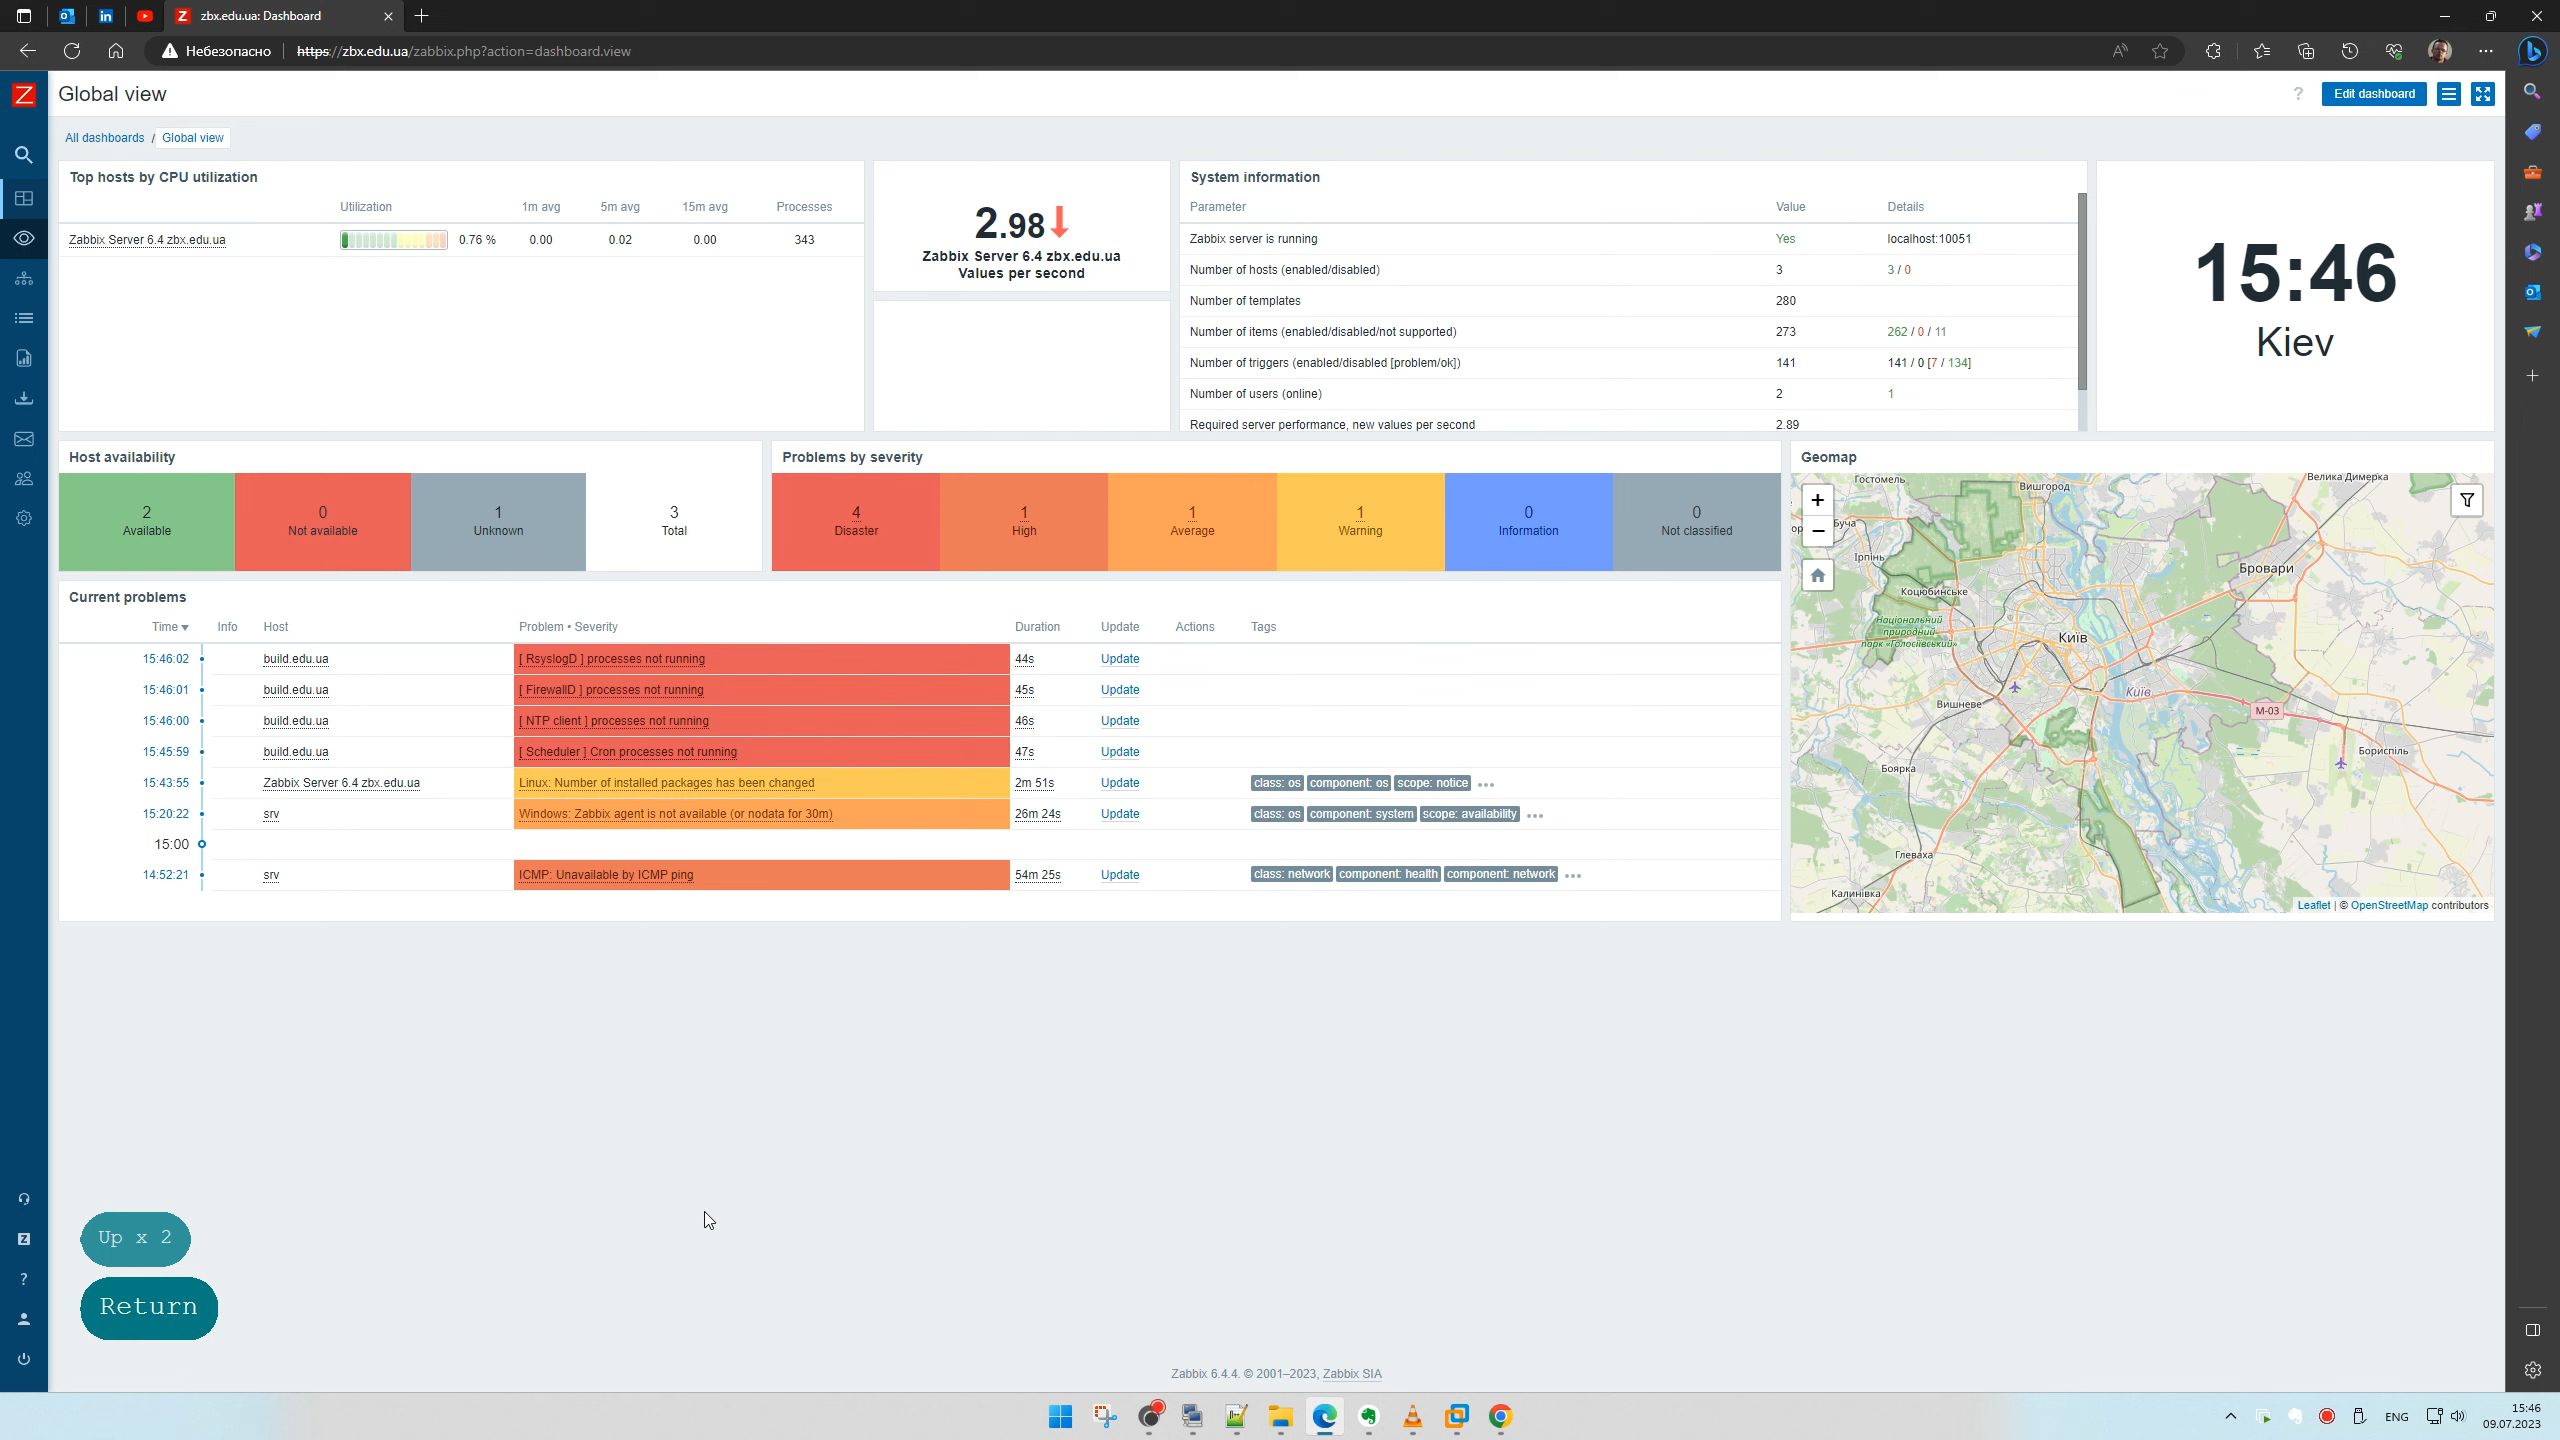 zbx.edu.ua: Dashboard
Небезопасно https://zbx.edu.ua/zabbix.php?action=dashboard.view
Global view
? Edit dashboard
All dashboards / Global view
Top hosts by CPU utilization
Utilization 1m avg 5m avg 15m avg Processes
Zabbix Server 6.4 zbx.edu.ua 0.76 % 0.00 0.02 0.00 343
2.98
Zabbix Server 6.4 zbx.edu.ua
Values per second
System information
Parameter Value Details
Zabbix server is running Yes localhost:10051
Number of hosts (enabled/disabled) 3 3 / 0
Number of templates 280
Number of items (enabled/disabled/not supported) 273 262 / 0 / 11
Number of triggers (enabled/disabled [problem/ok]) 141 141 / 0 [7 / 134]
Number of users (online) 2 1
Required server performance, new values per second 2.89
15:46
Kiev
Host availability
2 Available
0 Not available
1 Unknown
3 Total
Problems by severity
4 Disaster
1 High
1 Average
1 Warning
0 Information
0 Not classified
Geomap
Гостомель
Вишгород
Велика Димерка
Буча
Ірпінь
Бровари
Коцюбинське
Національний
природний
парк «Голосіївський»
Київ
Київ
Вишневе
М-03
Бориспіль
Боярка
Глеваха
Калинівка
Leaflet | © OpenStreetMap contributors
Current problems
Time Info Host Problem • Severity Duration Update Actions Tags
15:46:02 build.edu.ua [ RsyslogD ] processes not running 44s Update
15:46:01 build.edu.ua [ FirewallD ] processes not running 45s Update
15:46:00 build.edu.ua [ NTP client ] processes not running 46s Update
15:45:59 build.edu.ua [ Scheduler ] Cron processes not running 47s Update
15:43:55 Zabbix Server 6.4 zbx.edu.ua Linux: Number of installed packages has been changed 2m 51s Update class: os component: os scope: notice •••
15:20:22 srv Windows: Zabbix agent is not available (or nodata for 30m) 26m 24s Update class: os component: system scope: availability •••
15:00
14:52:21 srv ICMP: Unavailable by ICMP ping 54m 25s Update class: network component: health component: network •••
Up x 2
Return
Zabbix 6.4.4. © 2001–2023, Zabbix SIA
ENG
15:46
09.07.2023